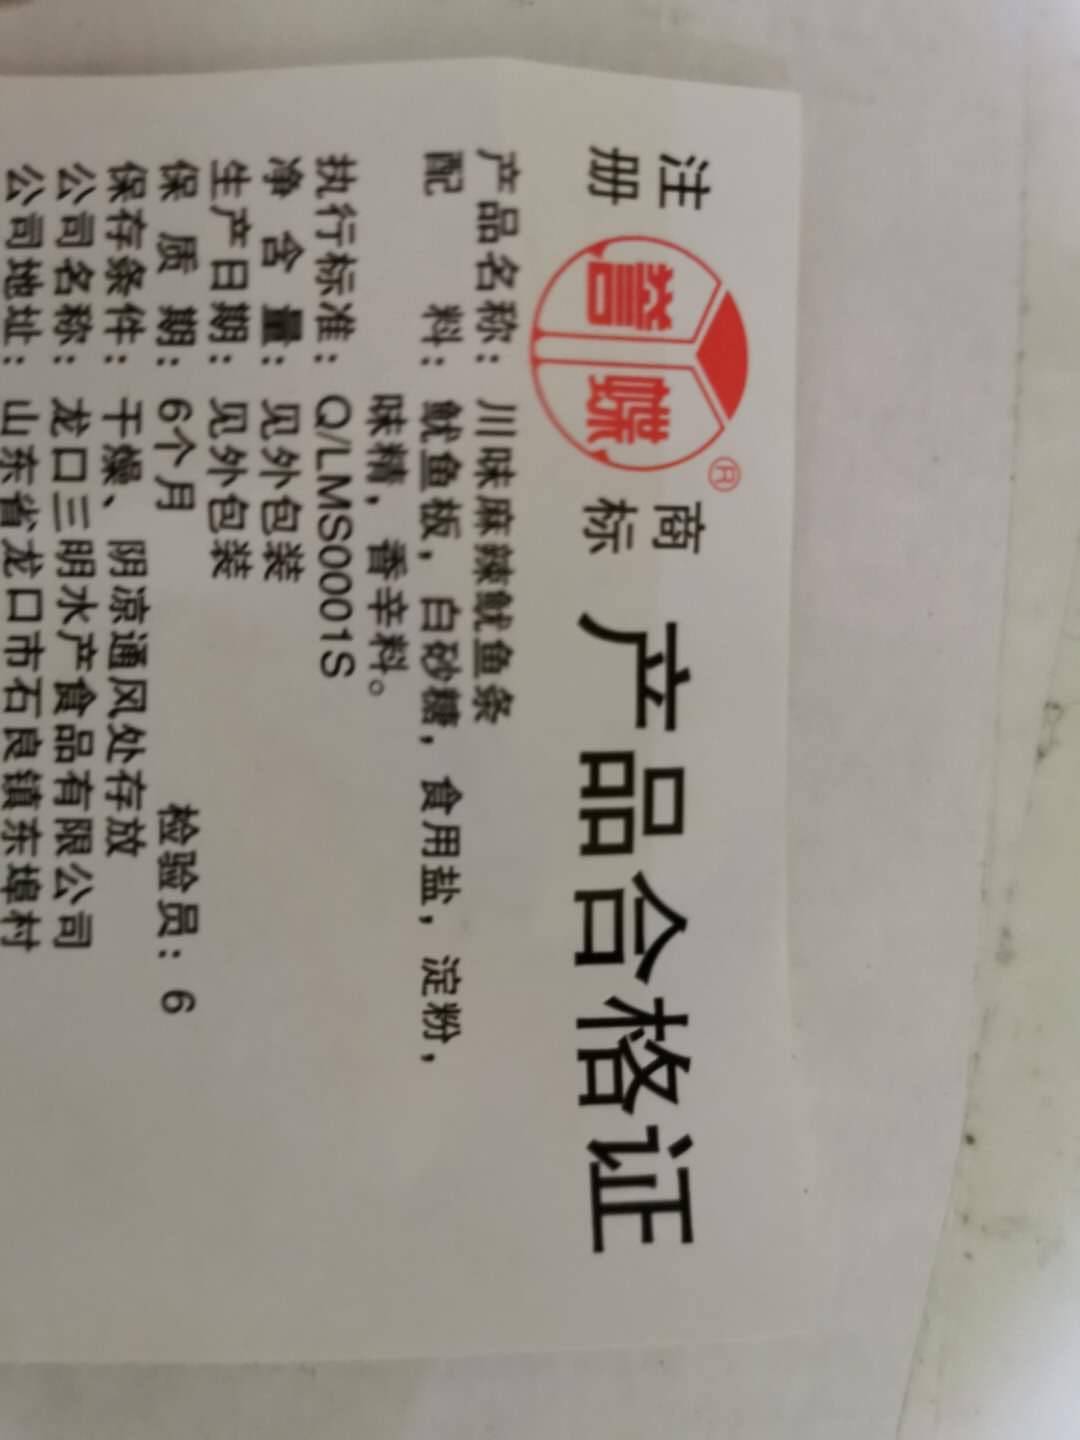 注册 誉蝶® 商标 产品合格证
产品名称：川味麻辣鱿鱼条
配料：鱿鱼板，白砂糖，食用盐，淀粉，
味精，香辛料。
执行标准：Q/LMS0001S
净含量：见外包装
生产日期：见外包装
保质期：6个月 检验员：6
保存条件：干燥、阴凉通风处存放
公司名称：龙口三明水产食品有限公司
公司地址：山东省龙口市石良镇东埠村